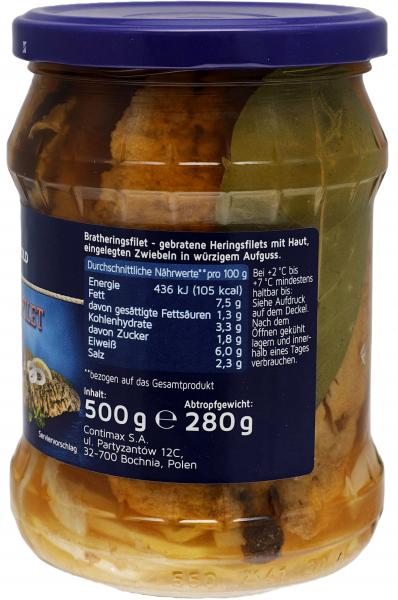 Bratheringsfilet - gebratene Heringsfilets mit Haut,
eingelegten Zwiebeln in würzigem Aufguss.
Durchschnittliche Nährwerte**pro 100 g
Energie 436 kJ (105 kcal)
Fett 7,5 g
davon gesättigte Fettsäuren 1,3 g
Kohlenhydrate 3,3 g
davon Zucker 1,8 g
Eiweiß 6,0 g
Salz 2,3 g
**bezogen auf das Gesamtprodukt
Bei +2 °C bis
+7 °C mindestens
haltbar bis:
Siehe Aufdruck
auf dem Deckel.
Nach dem
Öffnen gekühlt
lagern und inner-
halb eines Tages
verbrauchen.
Inhalt: Abtropfgewicht:
500 g ℮ 280 g
Contimax S.A.
ul. Partyzantów 12C,
32-700 Bochnia, Polen
Serviervorschlag